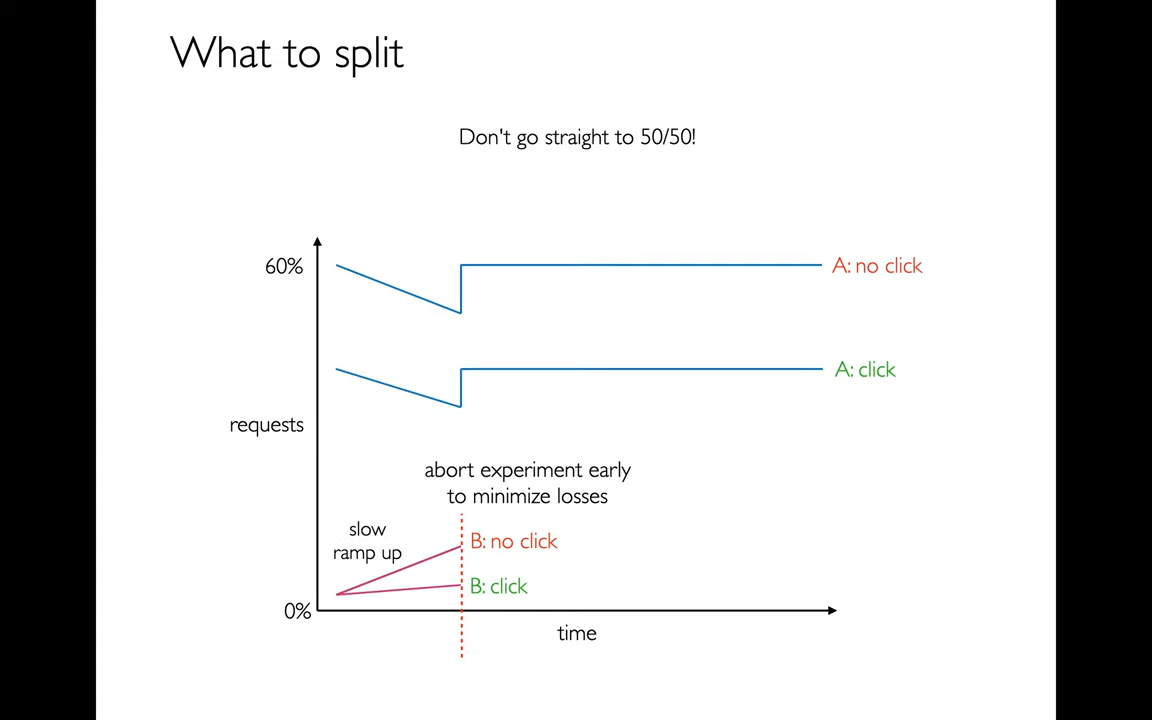 What to split
Don't go straight to 50/50!
60%
A: no click
A: click
requests
abort experiment early
to minimize losses
slow
ramp up
B: no click
B: click
0%
time